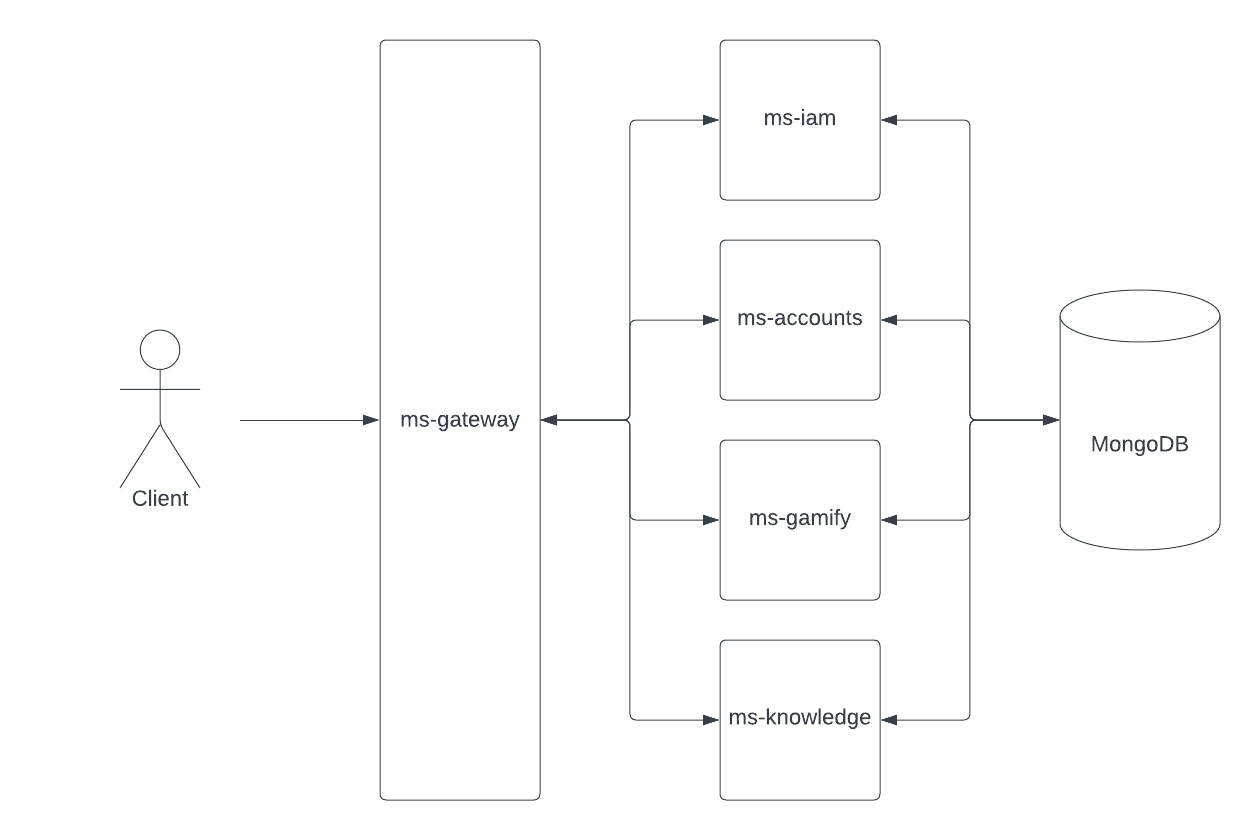 ms-iam
ms-accounts
ms-gateway
MongoDB
Client
ms-gamify
ms-knowledge